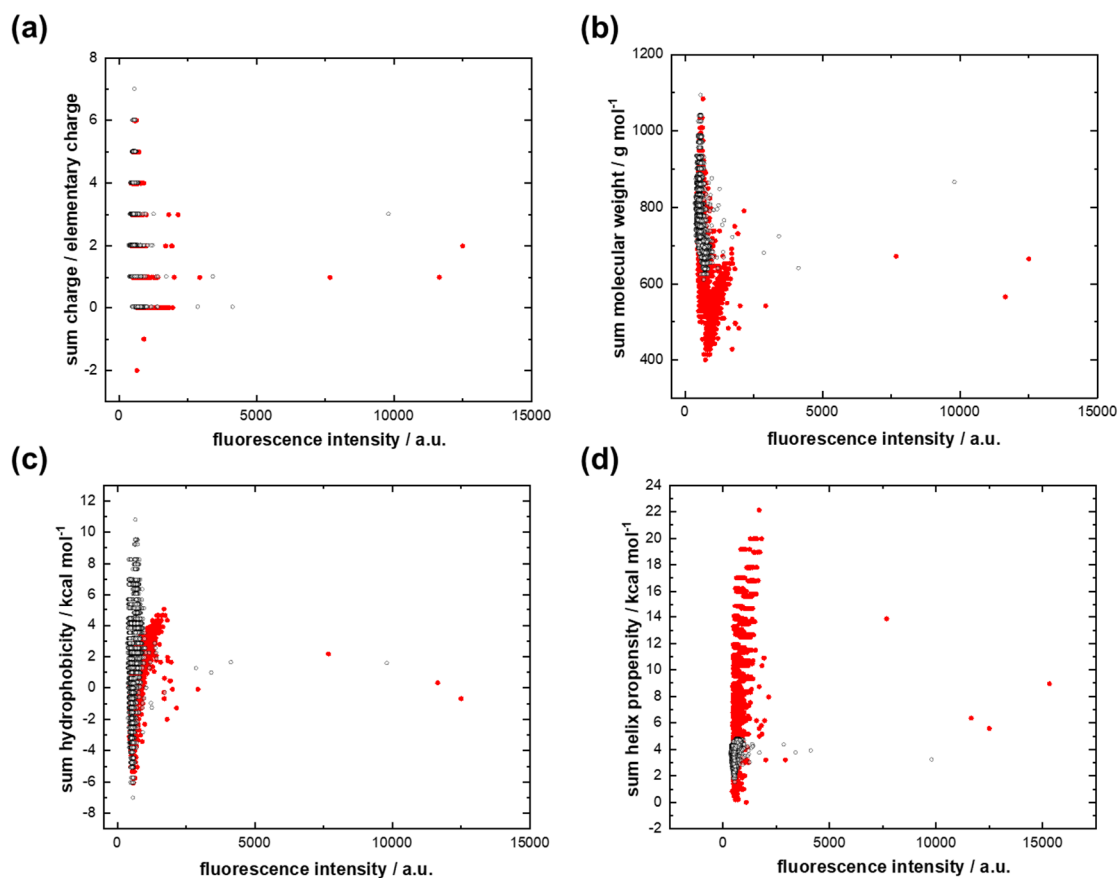 (a)
8
6
4
2
0
-2
sum charge / elementary charge
0 5000 10000 15000
fluorescence intensity / a.u.
(b)
1200
1000
800
600
400
sum molecular weight / g mol-1
0 5000 10000 15000
fluorescence intensity / a.u.
(c)
12
10
8
6
4
2
0
-2
-4
-6
-8
sum hydrophobicity / kcal mol-1
0 5000 10000 15000
fluorescence intensity / a.u.
(d)
24
22
20
18
16
14
12
10
8
6
4
2
0
-2
sum helix propensity / kcal mol-1
0 5000 10000 15000
fluorescence intensity / a.u.